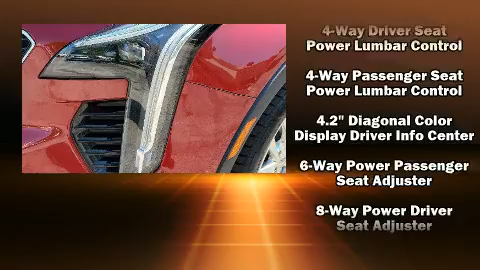 4-Way Driver Seat
Power Lumbar Control
4-Way Passenger Seat
Power Lumbar Control
4.2" Diagonal Color
Display Driver Info Center
6-Way Power Passenger
Seat Adjuster
8-Way Power Driver
Seat Adjuster